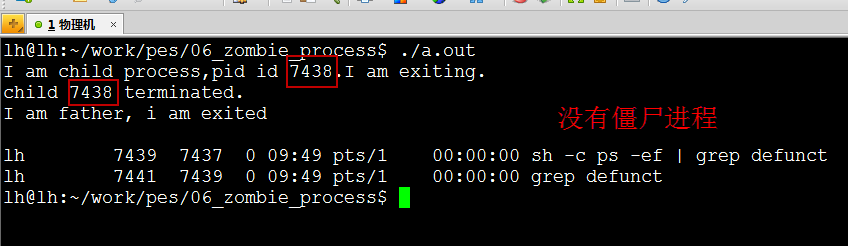 1 物理机 ×
lh@lh:~/work/pes/06_zombie_process$ ./a.out
I am child process,pid id 7438.I am exiting.
child 7438 terminated.
I am father, i am exited
没有僵尸进程
lh 7439 7437 0 09:49 pts/1 00:00:00 sh -c ps -ef | grep defunct
lh 7441 7439 0 09:49 pts/1 00:00:00 grep defunct
lh@lh:~/work/pes/06_zombie_process$